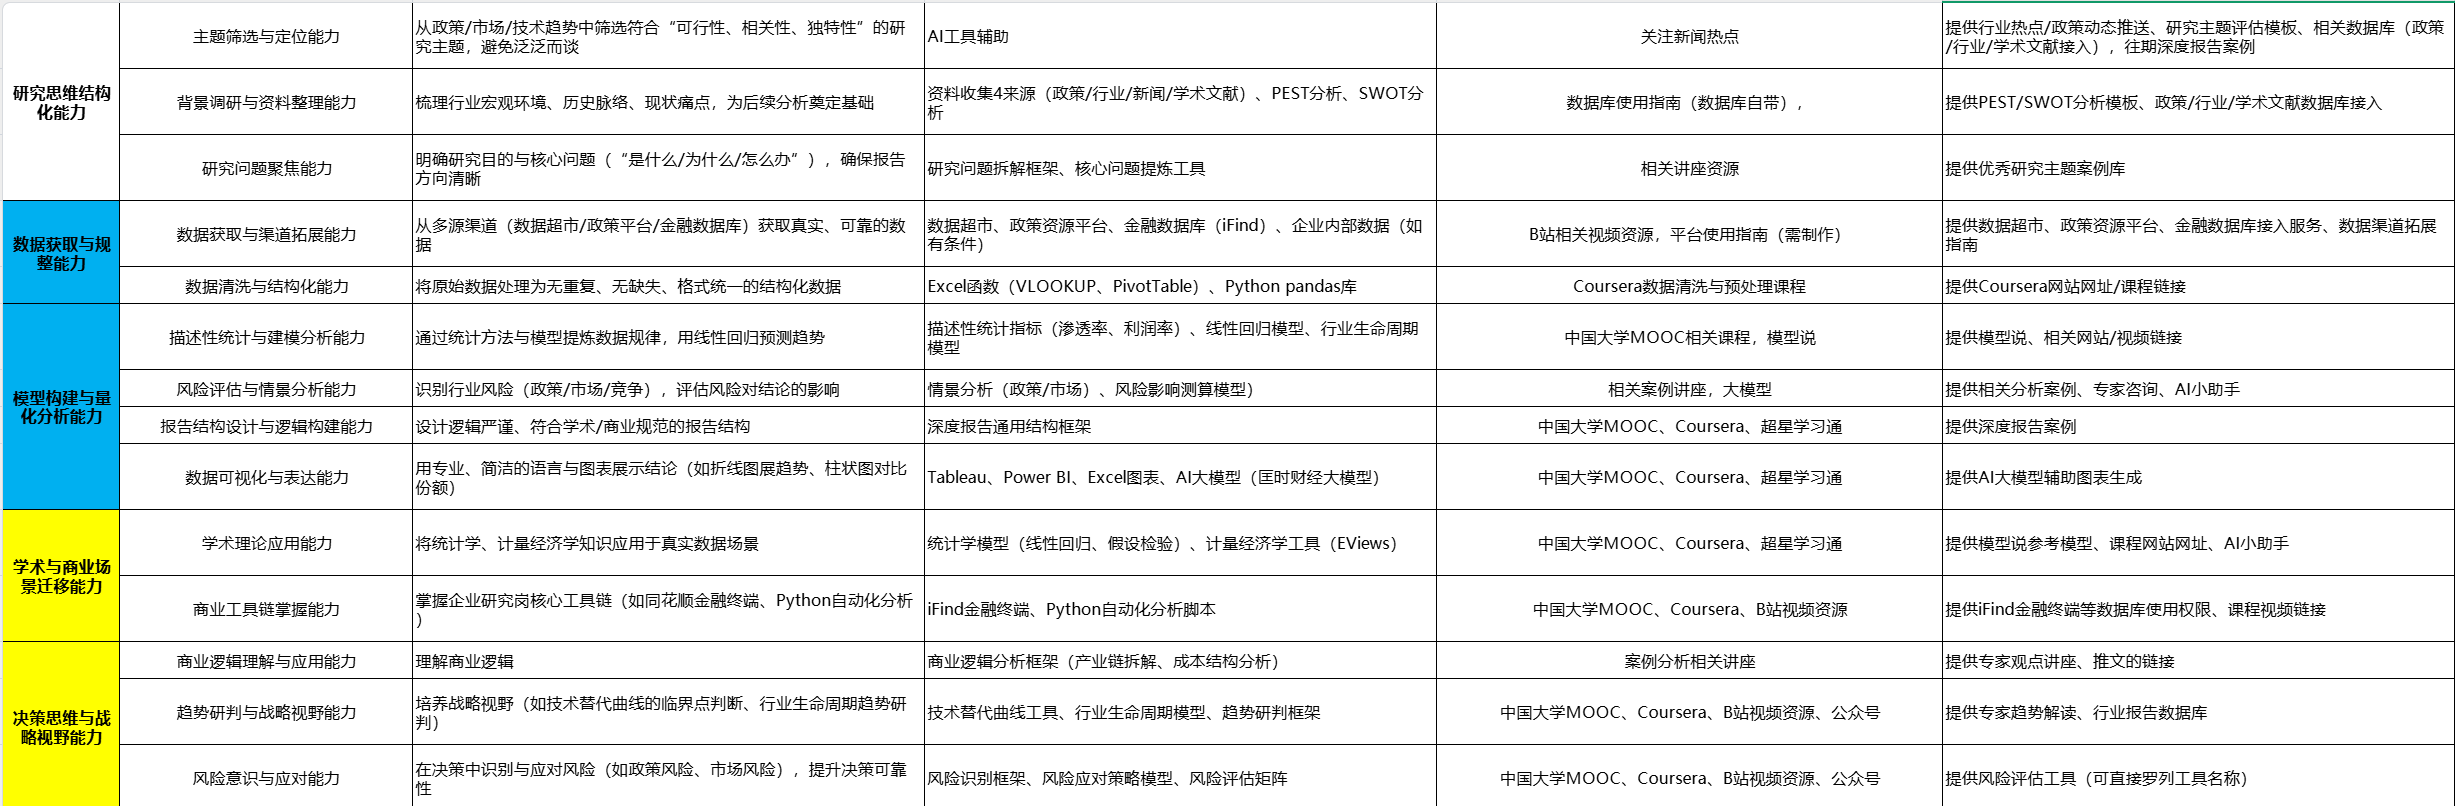 研究思维结构
化能力
主题筛选与定位能力
从政策/市场/技术趋势中筛选符合“可行性、相关性、独特性”的研
究主题，避免泛泛而谈
AI工具辅助
关注新闻热点
提供行业热点/政策动态推送、研究主题评估模板、相关数据库（政策
/行业/学术文献接入），往期深度报告案例
背景调研与资料整理能力
梳理行业宏观环境、历史脉络、现状痛点，为后续分析奠定基础
资料收集4来源（政策/行业/新闻/学术文献）、PEST分析、SWOT分
析
数据库使用指南（数据库自带），
提供PEST/SWOT分析模板、政策/行业/学术文献数据库接入
研究问题聚焦能力
明确研究目的与核心问题（“是什么/为什么/怎么办”），确保报告
方向清晰
研究问题拆解框架、核心问题提炼工具
相关讲座资源
提供优秀研究主题案例库
数据获取与规
整能力
数据获取与渠道拓展能力
从多源渠道（数据超市/政策平台/金融数据库）获取真实、可靠的数
据
数据超市、政策资源平台、金融数据库（iFind）、企业内部数据（如
有条件）
B站相关视频资源，平台使用指南（需制作）
提供数据超市、政策资源平台、金融数据库接入服务、数据渠道拓展
指南
数据清洗与结构化能力
将原始数据处理为无重复、无缺失、格式统一的结构化数据
Excel函数（VLOOKUP、PivotTable）、Python pandas库
Coursera数据清洗与预处理课程
提供Coursera网站网址/课程链接
模型构建与量
化分析能力
描述性统计与建模分析能力
通过统计方法与模型提炼数据规律，用线性回归预测趋势
描述性统计指标（渗透率、利润率）、线性回归模型、行业生命周期
模型
中国大学MOOC相关课程，模型说
提供模型说、相关网站/视频链接
风险评估与情景分析能力
识别行业风险（政策/市场/竞争），评估风险对结论的影响
情景分析（政策/市场）、风险影响测算模型）
相关案例讲座，大模型
提供相关分析案例、专家咨询、AI小助手
报告结构设计与逻辑构建能力
设计逻辑严谨、符合学术/商业规范的报告结构
深度报告通用结构框架
中国大学MOOC、Coursera、超星学习通
提供深度报告案例
数据可视化与表达能力
用专业、简洁的语言与图表展示结论（如折线图展趋势、柱状图对比
份额）
Tableau、Power BI、Excel图表、AI大模型（匡时财经大模型）
中国大学MOOC、Coursera、超星学习通
提供AI大模型辅助图表生成
学术与商业场
景迁移能力
学术理论应用能力
将统计学、计量经济学知识应用于真实数据场景
统计学模型（线性回归、假设检验）、计量经济学工具（EViews）
中国大学MOOC、Coursera、超星学习通
提供模型说参考模型、课程网站网址、AI小助手
商业工具链掌握能力
掌握企业研究岗核心工具链（如同花顺金融终端、Python自动化分析
）
iFind金融终端、Python自动化分析脚本
中国大学MOOC、Coursera、B站视频资源
提供iFind金融终端等数据库使用权限、课程视频链接
决策思维与战
略视野能力
商业逻辑理解与应用能力
理解商业逻辑
商业逻辑分析框架（产业链拆解、成本结构分析）
案例分析相关讲座
提供专家观点讲座、推文的链接
趋势研判与战略视野能力
培养战略视野（如技术替代曲线的临界点判断、行业生命周期趋势研
判）
技术替代曲线工具、行业生命周期模型、趋势研判框架
中国大学MOOC、Coursera、B站视频资源、公众号
提供专家趋势解读、行业报告数据库
风险意识与应对能力
在决策中识别与应对风险（如政策风险、市场风险），提升决策可靠
性
风险识别框架、风险应对策略模型、风险评估矩阵
中国大学MOOC、Coursera、B站视频资源、公众号
提供风险评估工具（可直接罗列工具名称）